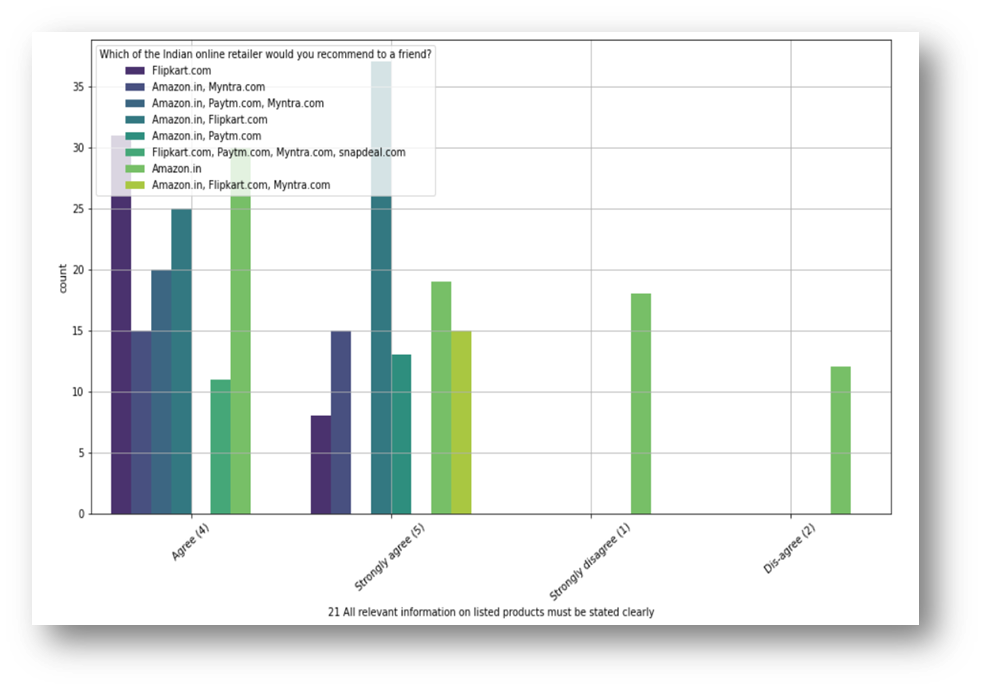 Which of the Indian online retailer would you recommend to a friend?
Flipkart.com
Amazon.in, Myntra.com
Amazon.in, Paytm.com, Myntra.com
Amazon.in, Flipkart.com
Amazon.in, Paytm.com
Flipkart.com, Paytm.com, Myntra.com, snapdeal.com
Amazon.in
Amazon.in, Flipkart.com, Myntra.com
35
30
25
20
15
10
5
0
count
Agree (4)
Strongly agree (5)
Strongly disagree (1)
Dis-agree (2)
21 All relevant information on listed products must be stated clearly